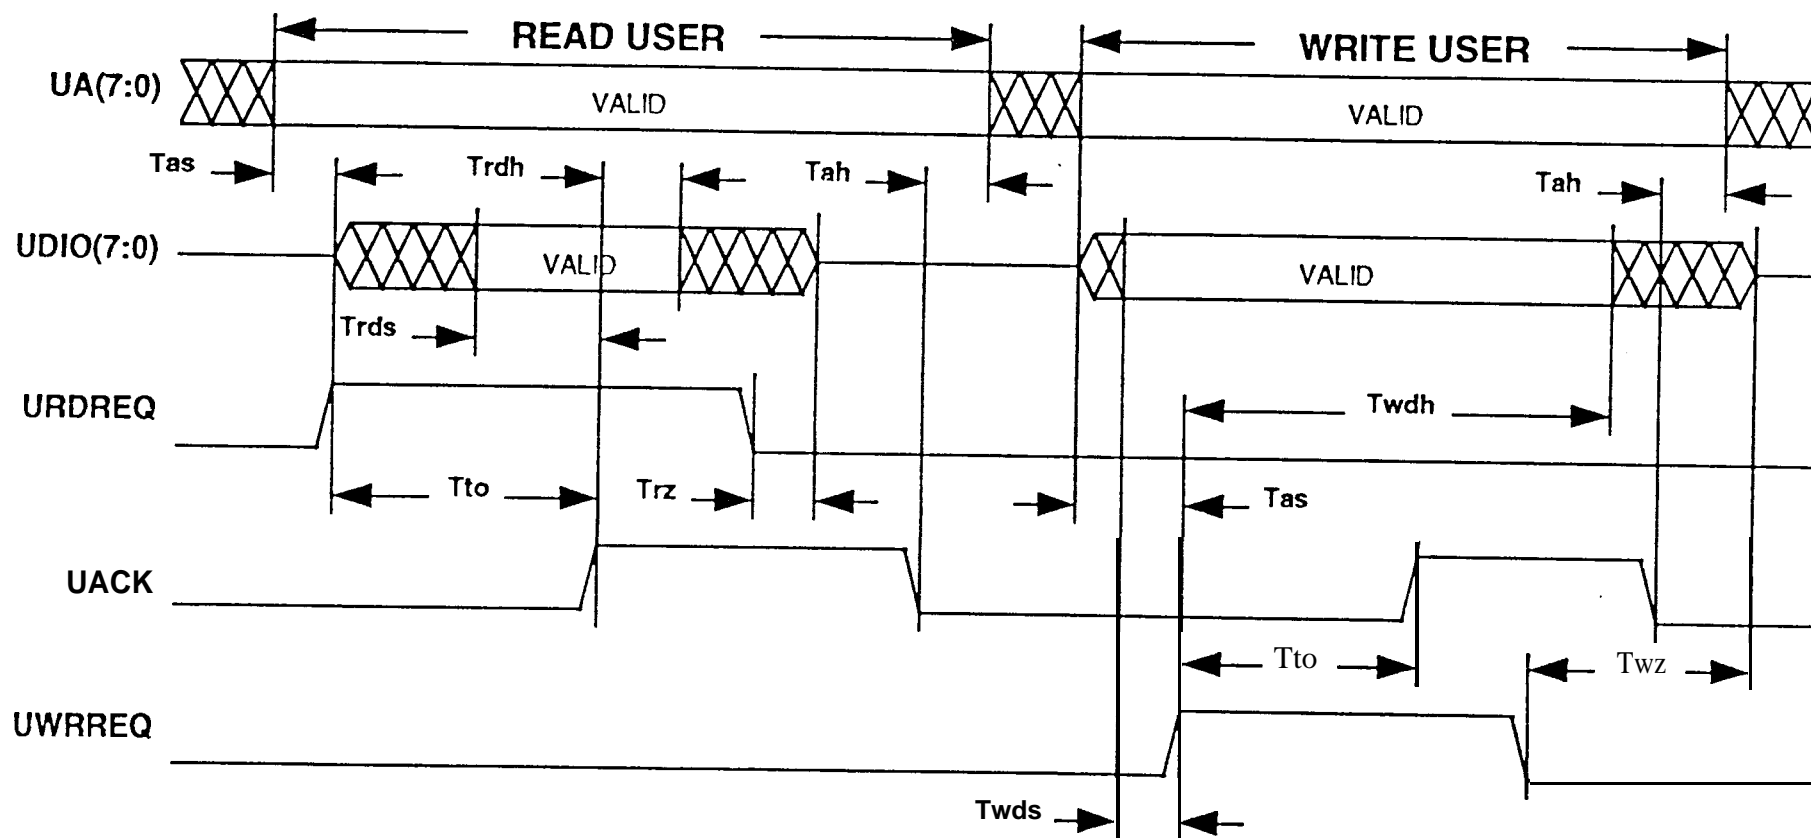 READ USER
WRITE USER
UA(7:0)
VALID
VALID
Tas
Trdh
Tah
Tah
UDIO(7:0)
VALID
VALID
Trds
URDREQ
Twdh
Tto
Trz
Tas
UACK
Tto
Twz
UWRREQ
Twds